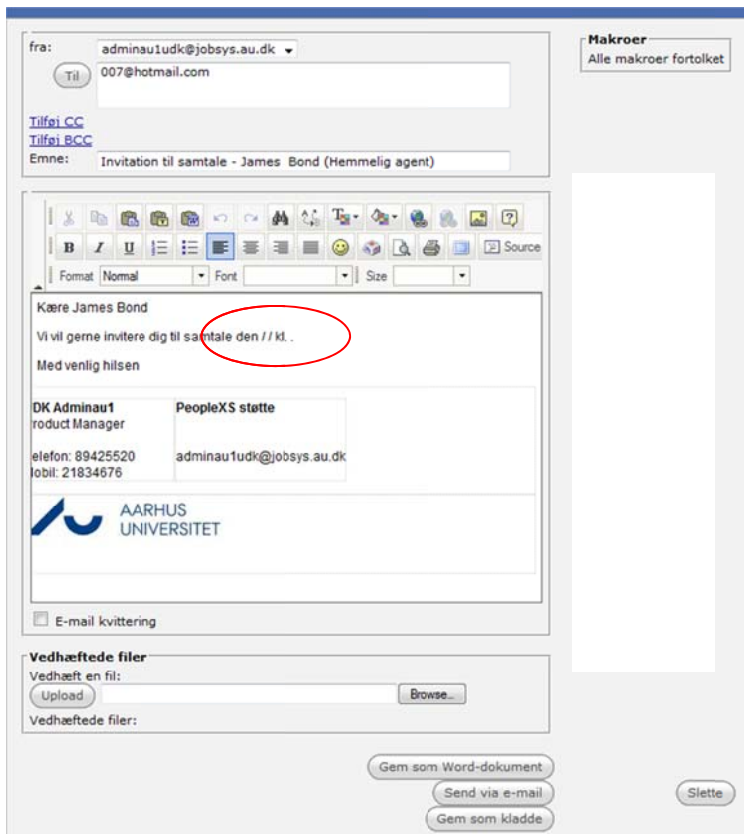 fra: adminau1udk@jobsys.au.dk
Til 007@hotmail.com
Tilføj CC
Tilføj BCC
Emne: Invitation til samtale - James  Bond (Hemmelig agent)
Makroer
Alle makroer fortolket
B I U Source
Format Normal Font Size
Kære James Bond
Vi vil gerne invitere dig til samtale den / / kl. .
Med venlig hilsen
DK Adminau1 PeopleXS støtte
roduct Manager
elefon: 89425520 adminau1udk@jobsys.au.dk
lobil: 21834676
AARHUS
UNIVERSITET
E-mail kvittering
Vedhæftede filer
Vedhæft en fil:
Upload Browse...
Vedhæftede filer:
Gem som Word-dokument
Send via e-mail Slette
Gem som kladde